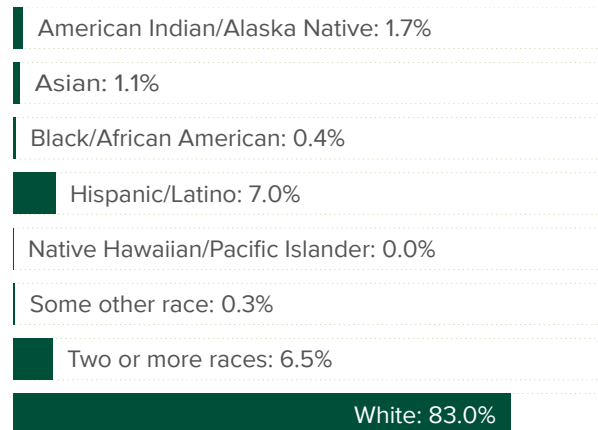 American Indian/Alaska Native: 1.7%
Asian: 1.1%
Black/African American: 0.4%
Hispanic/Latino: 7.0%
Native Hawaiian/Pacific Islander: 0.0%
Some other race: 0.3%
Two or more races: 6.5%
White: 83.0%